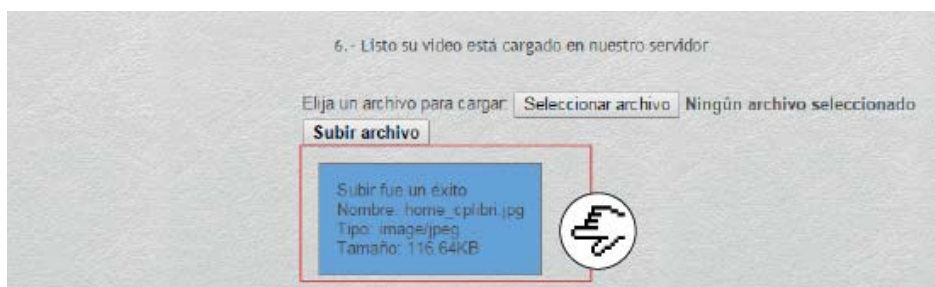 6.- Listo su video está cargado en nuestro servidor
Elija un archivo para cargar: Seleccionar archivo Ningún archivo seleccionado
Subir archivo
Subir fue un éxito
Nombre: home_cplibri.jpg
Tipo: image/jpeg
Tamaño: 116.64KB